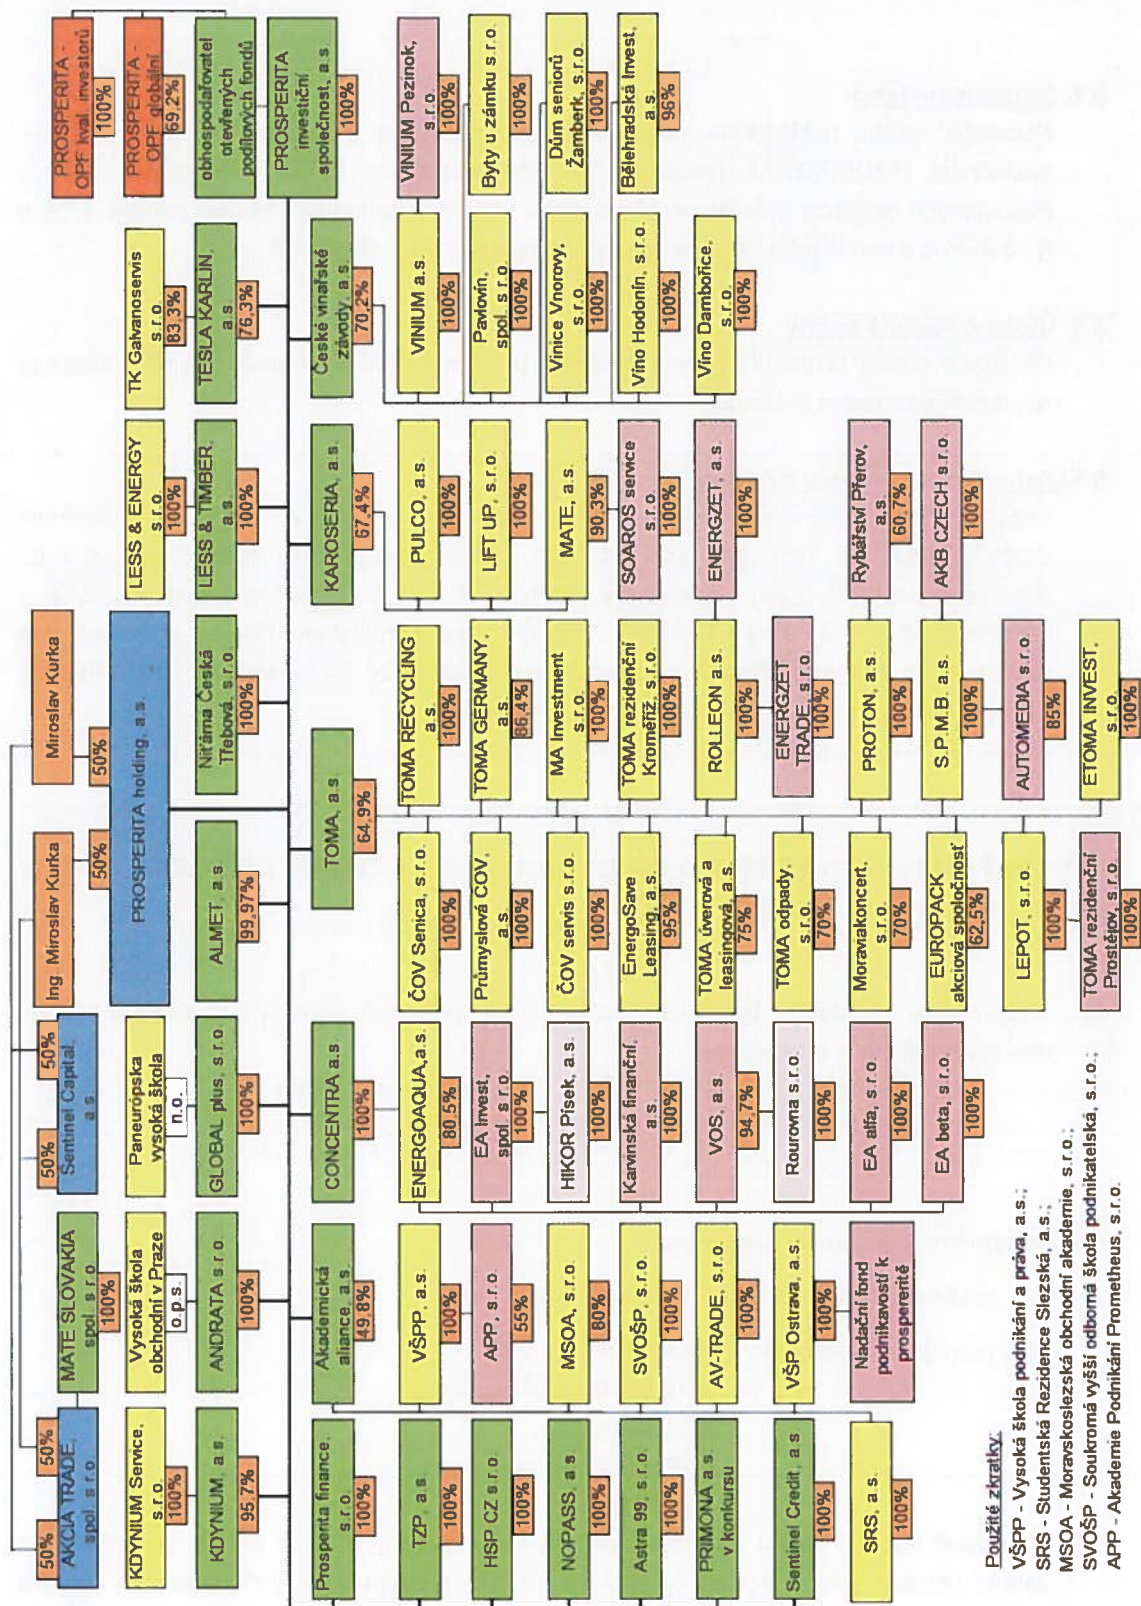 Ing. Miroslav Kurka
50%
Miroslav Kurka
50%
PROSPERITA holding, a.s.
50%
50%
AKCIA TRADE,
spol. s r.o.
50%
50%
Sentinel Capital,
a.s.
MATE SLOVAKIA
spol. s r.o.
100%
PROSPERITA -
OPF kval. investorů
100%
PROSPERITA -
OPF globální
69,2%
obhospodařovatel
otevřených
podílových fondů
PROSPERITA
investiční
společnost, a.s.
100%
KDYNIUM Service,
s.r.o.
100%
KDYNIUM, a.s.
95,7%
Vysoká škola
obchodní v Praze
o.p.s.
ANDRATA s r.o.
100%
Paneurópska
vysoká škola
n.o.
GLOBAL plus, s.r.o.
100%
ALMET, a.s.
99,97%
Niťárna Česká
Třebová, s.r.o.
100%
LESS & ENERGY
s.r.o.
100%
LESS & TIMBER,
a.s.
100%
TK Galvanoservis
s.r.o.
83,3%
TESLA KARLIN,
a.s.
76,3%
Prosperita finance,
s.r.o.
100%
TZP, a.s.
100%
HSP CZ s.r.o.
100%
NOPASS, a.s.
100%
Astra 99, s.r.o.
100%
PRIMONA a.s.
v konkursu
Sentinel Credit, a.s.
100%
SRS, a.s.
100%
Akademická
aliance, a.s.
49,8%
VŠPP, a.s.
100%
APP, s.r.o.
55%
MSOA, s.r.o.
80%
SVOŠP, s.r.o.
100%
AV-TRADE, s.r.o.
100%
VŠP Ostrava, a.s.
100%
Nadační fond
podnikavostí k
prospereritě
CONCENTRA a.s.
100%
ENERGOAQUA,a.s.
80,5%
EA Invest,
spol. s r.o.
100%
HIKOR Písek, a.s.
100%
Karvinská finanční,
a.s.
100%
VOS, a.s.
94,7%
Rourovna s.r.o.
100%
EA alfa, s.r.o.
100%
EA beta, s.r.o.
100%
TOMA, a.s.
64,9%
ČOV Senica, s.r.o.
100%
Průmyslová ČOV,
a.s.
100%
ČOV servis s.r.o.
100%
EnergoSave
Leasing, a.s.
95%
TOMA úverová a
leasingová, a.s.
75%
TOMA odpady,
s.r.o.
70%
Moraviakoncert,
s.r.o.
70%
EUROPACK
akciová spoločnosť
62,5%
LEPOT, s.r.o.
100%
TOMA rezidenční
Prostějov, s.r.o.
100%
TOMA RECYCLING
a.s.
100%
TOMA GERMANY,
a.s.
86,4%
MA Investment
s.r.o.
100%
TOMA rezidenční
Kroměříž, s.r.o.
100%
ROLLEON a.s.
100%
ENERGZET
TRADE, s.r.o.
100%
PROTON, a.s.
100%
S.P.M.B. a.s.
100%
AUTOMEDIA s.r.o.
85%
ETOMA INVEST,
s.r.o.
100%
KAROSERIA, a.s.
67,4%
PULCO, a.s.
100%
LIFT UP, s.r.o.
100%
MATE, a.s.
90,3%
SOAROS service
s.r.o.
100%
ENERGZET, a.s.
100%
Rybářství Přerov,
a.s.
60,7%
AKB CZECH s.r.o.
100%
České vinařské
závody, a.s.
70,2%
VINIUM a.s.
100%
Pavlovín,
spol. s r.o.
100%
Vinice Vnorovy,
s.r.o.
100%
Víno Hodonín, s.r.o.
100%
Víno Dambořice,
s.r.o.
100%
VINIUM Pezinok,
s.r.o.
100%
Byty u zámku s.r.o.
100%
Dům seniorů
Žamberk, s.r.o.
100%
Bělehradská Invest,
a.s.
96%
Použité zkratky:
VŠPP - Vysoká škola podnikání a práva, a.s.;
SRS - Studentská Rezidence Slezská, a.s.;
MSOA - Moravskoslezská obchodní akademie, s.r.o.;
SVOŠP - Soukromá vyšší odborná škola podnikatelská, s.r.o.;
APP - Akademie Podnikání Prometheus, s.r.o.